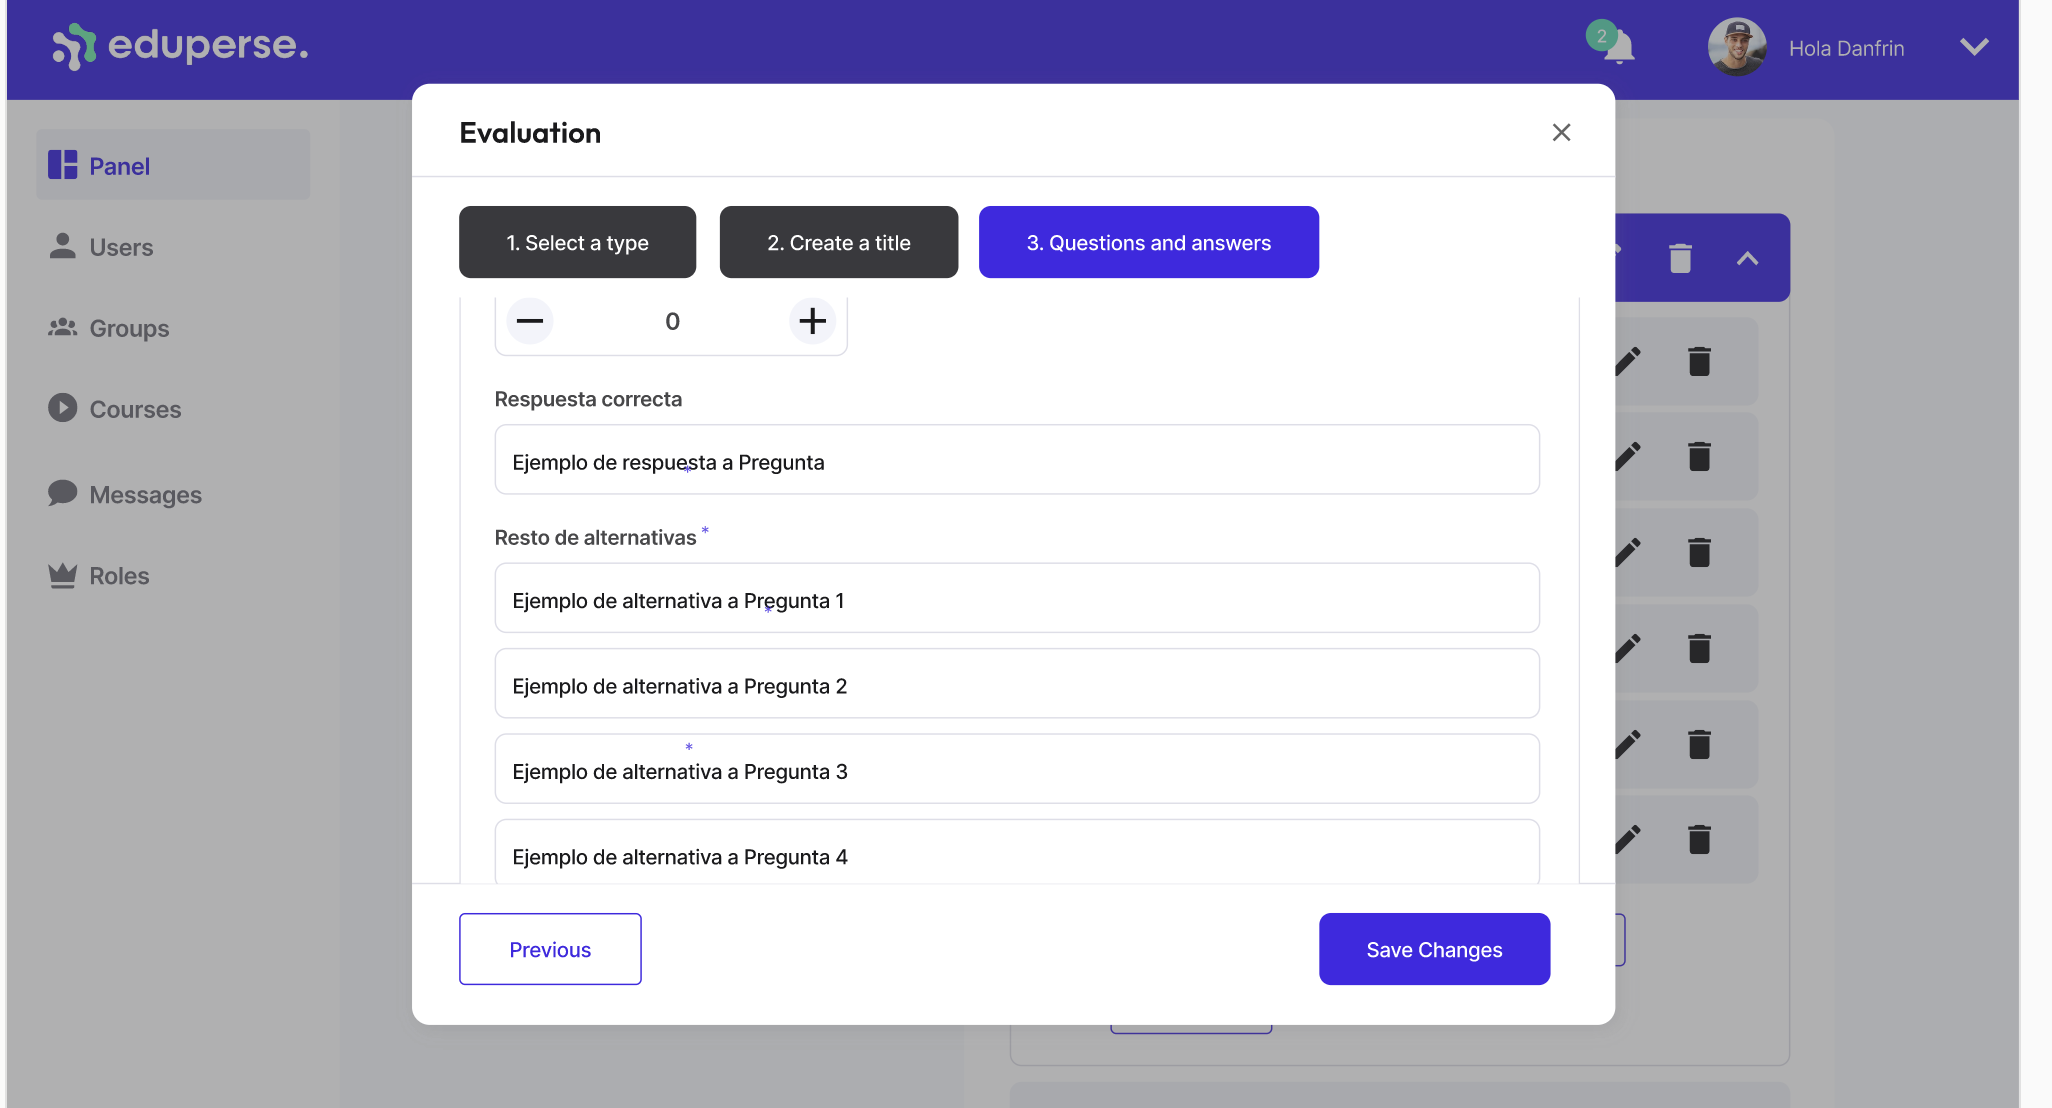 eduperse.
2
Hola Danfrin
Panel
Users
Groups
Courses
Messages
Roles
Evaluation
1. Select a type
2. Create a title
3. Questions and answers
0
Respuesta correcta
Ejemplo de respuesta a Pregunta
*
Resto de alternativas *
Ejemplo de alternativa a Pregunta 1
*
Ejemplo de alternativa a Pregunta 2
*
Ejemplo de alternativa a Pregunta 3
Ejemplo de alternativa a Pregunta 4
Previous
Save Changes